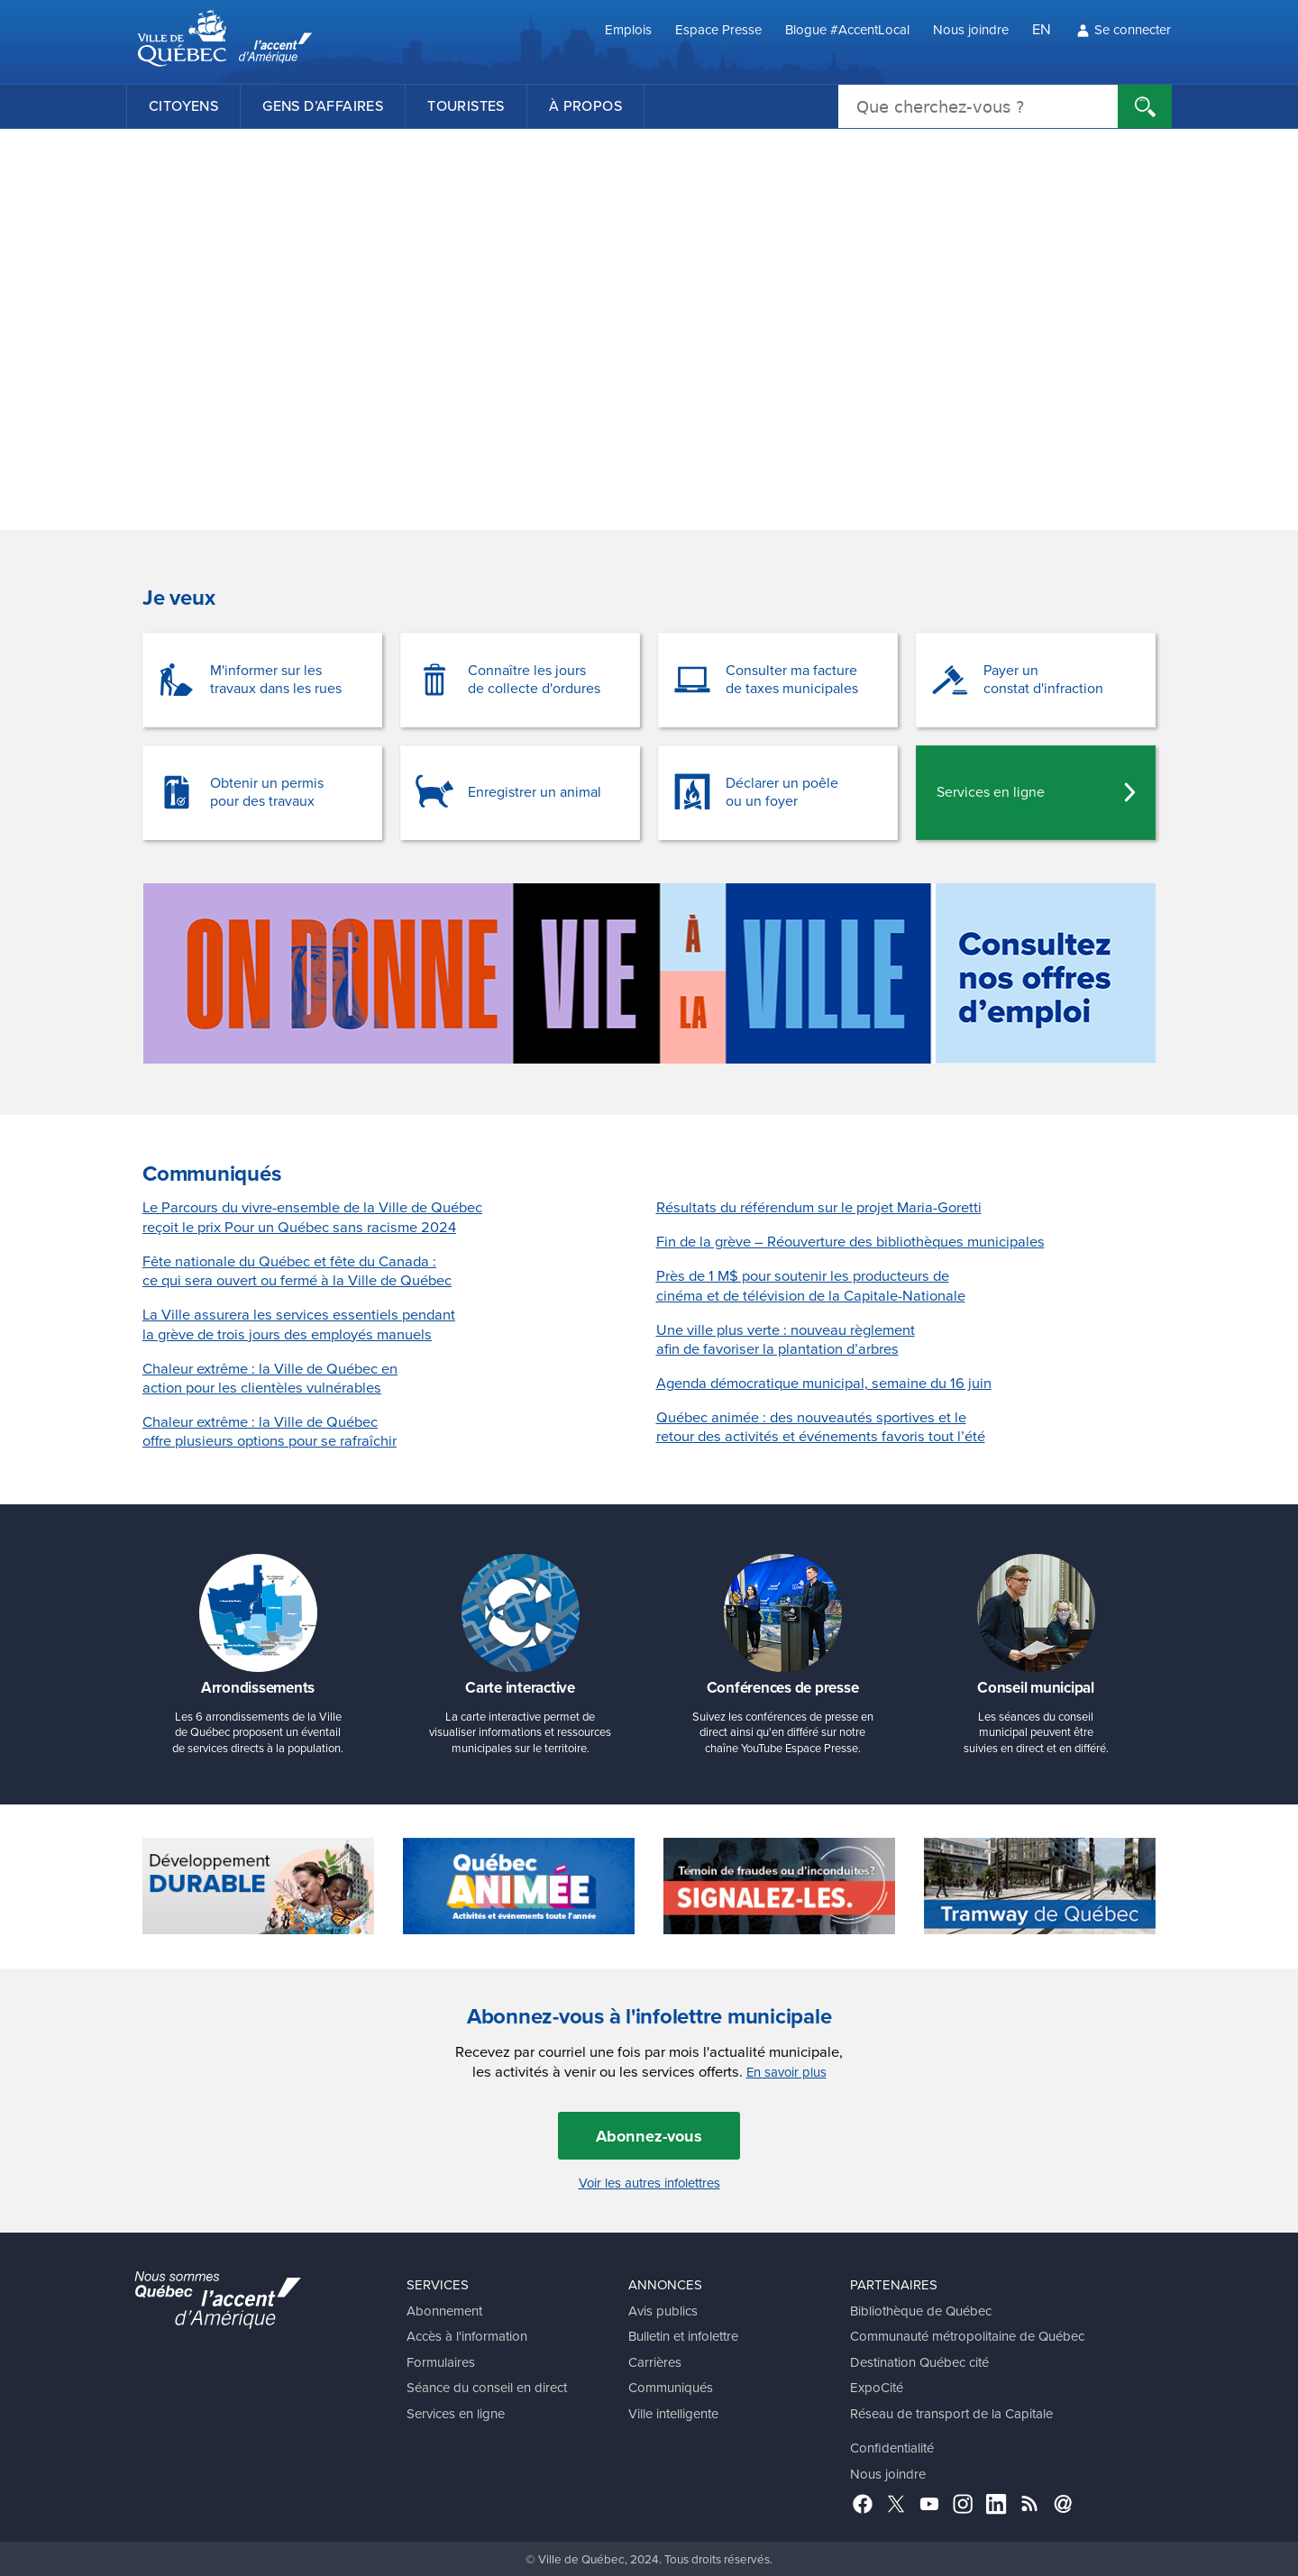 VILLE DE
QUÉBEC
l'accent
d'Amérique
Emplois
Espace Presse
Blogue #AccentLocal
Nous joindre
EN
Se connecter
CITOYENS
GENS D'AFFAIRES
TOURISTES
À PROPOS
Que cherchez-vous ?
Je veux
M'informer sur les
travaux dans les rues
Connaître les jours
de collecte d'ordures
Consulter ma facture
de taxes municipales
Payer un
constat d'infraction
Obtenir un permis
pour des travaux
Enregistrer un animal
Déclarer un poêle
ou un foyer
Services en ligne
ON DONNE VIE À LA VILLE
Consultez
nos offres
d'emploi
Communiqués
Le Parcours du vivre-ensemble de la Ville de Québec
reçoit le prix Pour un Québec sans racisme 2024
Fête nationale du Québec et fête du Canada :
ce qui sera ouvert ou fermé à la Ville de Québec
La Ville assurera les services essentiels pendant
la grève de trois jours des employés manuels
Chaleur extrême : la Ville de Québec en
action pour les clientèles vulnérables
Chaleur extrême : la Ville de Québec
offre plusieurs options pour se rafraîchir
Résultats du référendum sur le projet Maria-Goretti
Fin de la grève – Réouverture des bibliothèques municipales
Près de 1 M$ pour soutenir les producteurs de
cinéma et de télévision de la Capitale-Nationale
Une ville plus verte : nouveau règlement
afin de favoriser la plantation d’arbres
Agenda démocratique municipal, semaine du 16 juin
Québec animée : des nouveautés sportives et le
retour des activités et événements favoris tout l’été
Arrondissements
Les 6 arrondissements de la Ville
de Québec proposent un éventail
de services directs à la population.
Carte interactive
La carte interactive permet de
visualiser informations et ressources
municipales sur le territoire.
Conférences de presse
Suivez les conférences de presse en
direct ainsi qu'en différé sur notre
chaîne YouTube Espace Presse.
Conseil municipal
Les séances du conseil
municipal peuvent être
suivies en direct et en différé.
Développement
DURABLE
Québec
ANIMÉE
Activités et événements toute l'année
Témoin de fraudes ou d'inconduites?
SIGNALEZ-LES.
Tramway de Québec
Abonnez-vous à l'infolettre municipale
Recevez par courriel une fois par mois l'actualité municipale,
les activités à venir ou les services offerts. En savoir plus
Abonnez-vous
Voir les autres infolettres
Nous sommes
Québec l'accent
d'Amérique
SERVICES
Abonnement
Accès à l'information
Formulaires
Séance du conseil en direct
Services en ligne
ANNONCES
Avis publics
Bulletin et infolettre
Carrières
Communiqués
Ville intelligente
PARTENAIRES
Bibliothèque de Québec
Communauté métropolitaine de Québec
Destination Québec cité
ExpoCité
Réseau de transport de la Capitale
Confidentialité
Nous joindre
© Ville de Québec, 2024. Tous droits réservés.